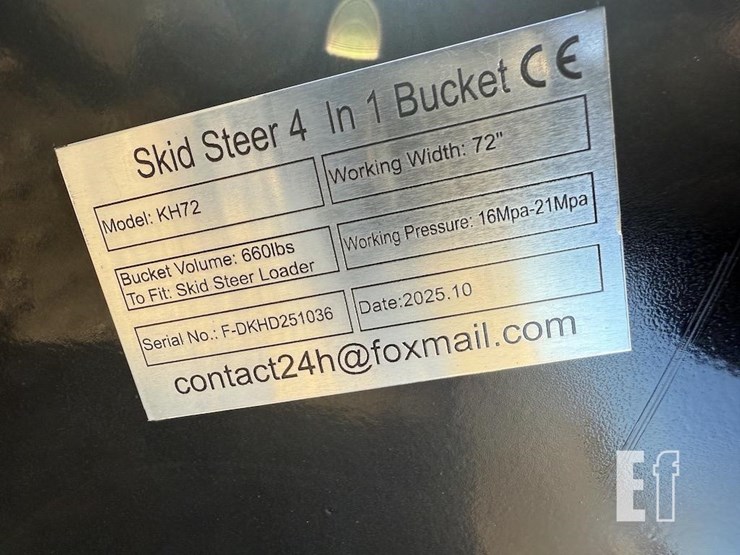 Skid Steer 4 In 1 Bucket CE
Model: KH72
Working Width: 72"
Bucket Volume: 660lbs
To Fit: Skid Steer Loader
Working Pressure: 16Mpa-21Mpa
Serial No.: F-DKHD251036
Date:2025.10
contact24h@foxmail.com
Ef